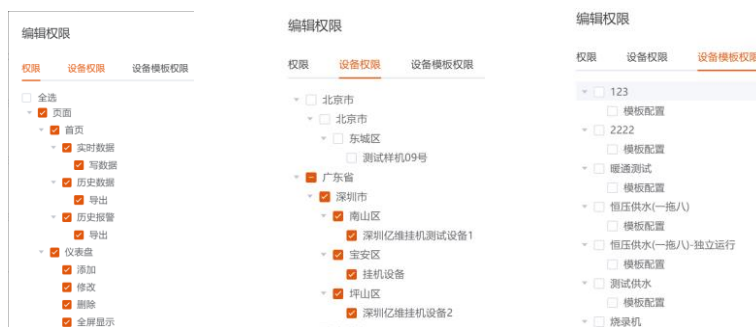 编辑权限
权限 设备权限 设备模板权限
全选
页面
首页
实时数据
写数据
历史数据
导出
历史报警
导出
仪表盘
添加
修改
删除
全屏显示
编辑权限
权限 设备权限 设备模板权限
北京市
北京市
东城区
测试样机09号
广东省
深圳市
南山区
深圳亿维挂机测试设备1
宝安区
挂机设备
坪山区
深圳亿维挂机设备2
编辑权限
权限 设备权限 设备模板权限
123
模板配置
2222
模板配置
暖通测试
模板配置
恒压供水(一拖八)
模板配置
恒压供水(一拖八)-独立运行
模板配置
测试供水
模板配置
烧录机